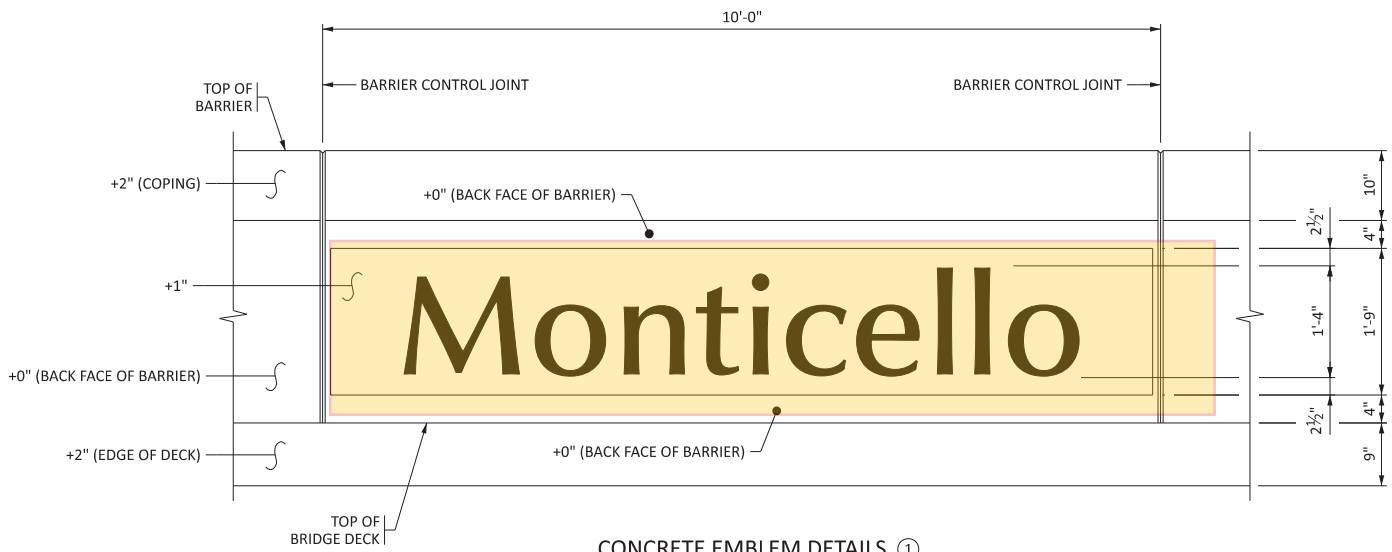 10'-0"
BARRIER CONTROL JOINT
BARRIER CONTROL JOINT
TOP OF
BARRIER
+2" (COPING)
+0" (BACK FACE OF BARRIER)
10"
2½"
4"
+1"
Monticello
1'-4"
1'-9"
+0" (BACK FACE OF BARRIER)
2½"
4"
+0" (BACK FACE OF BARRIER)
+2" (EDGE OF DECK)
9"
TOP OF
BRIDGE DECK
CONCRETE EMBLEM DETAILS 1